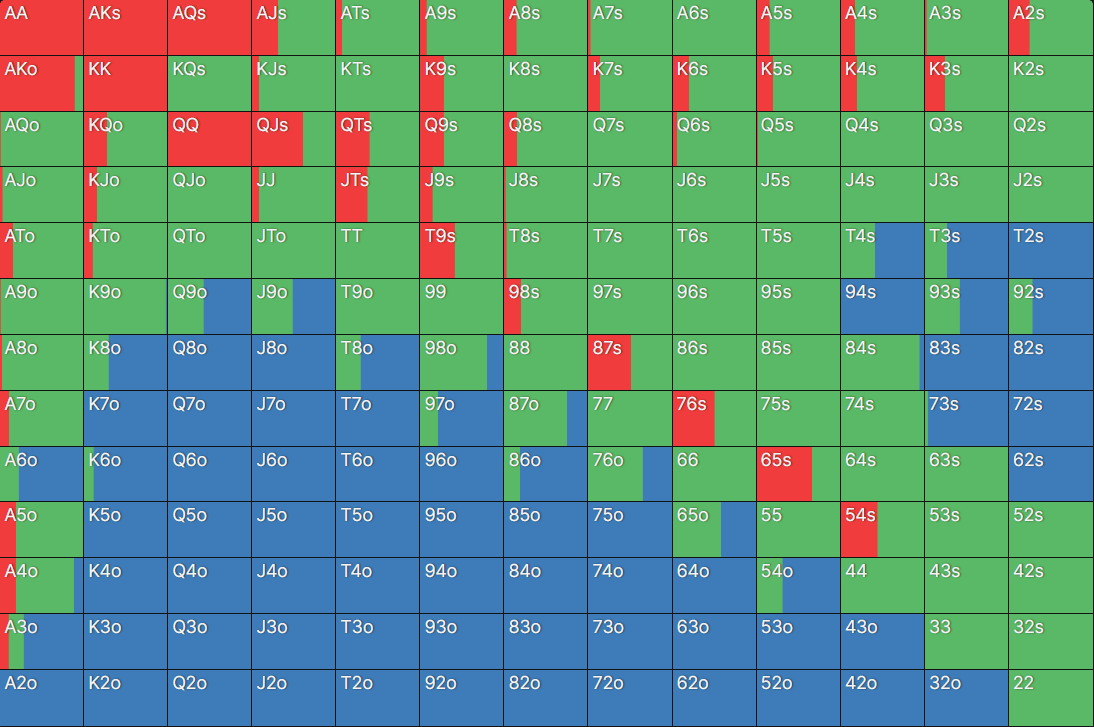 AA AKs AQs AJs ATs A9s A8s A7s A6s A5s A4s A3s A2s
AKo KK KQs KJs KTs K9s K8s K7s K6s K5s K4s K3s K2s
AQo KQo QQ QJs QTs Q9s Q8s Q7s Q6s Q5s Q4s Q3s Q2s
AJo KJo QJo JJ JTs J9s J8s J7s J6s J5s J4s J3s J2s
ATo KTo QTo JTo TT T9s T8s T7s T6s T5s T4s T3s T2s
A9o K9o Q9o J9o T9o 99 98s 97s 96s 95s 94s 93s 92s
A8o K8o Q8o J8o T8o 98o 88 87s 86s 85s 84s 83s 82s
A7o K7o Q7o J7o T7o 97o 87o 77 76s 75s 74s 73s 72s
A6o K6o Q6o J6o T6o 96o 86o 76o 66 65s 64s 63s 62s
A5o K5o Q5o J5o T5o 95o 85o 75o 65o 55 54s 53s 52s
A4o K4o Q4o J4o T4o 94o 84o 74o 64o 54o 44 43s 42s
A3o K3o Q3o J3o T3o 93o 83o 73o 63o 53o 43o 33 32s
A2o K2o Q2o J2o T2o 92o 82o 72o 62o 52o 42o 32o 22